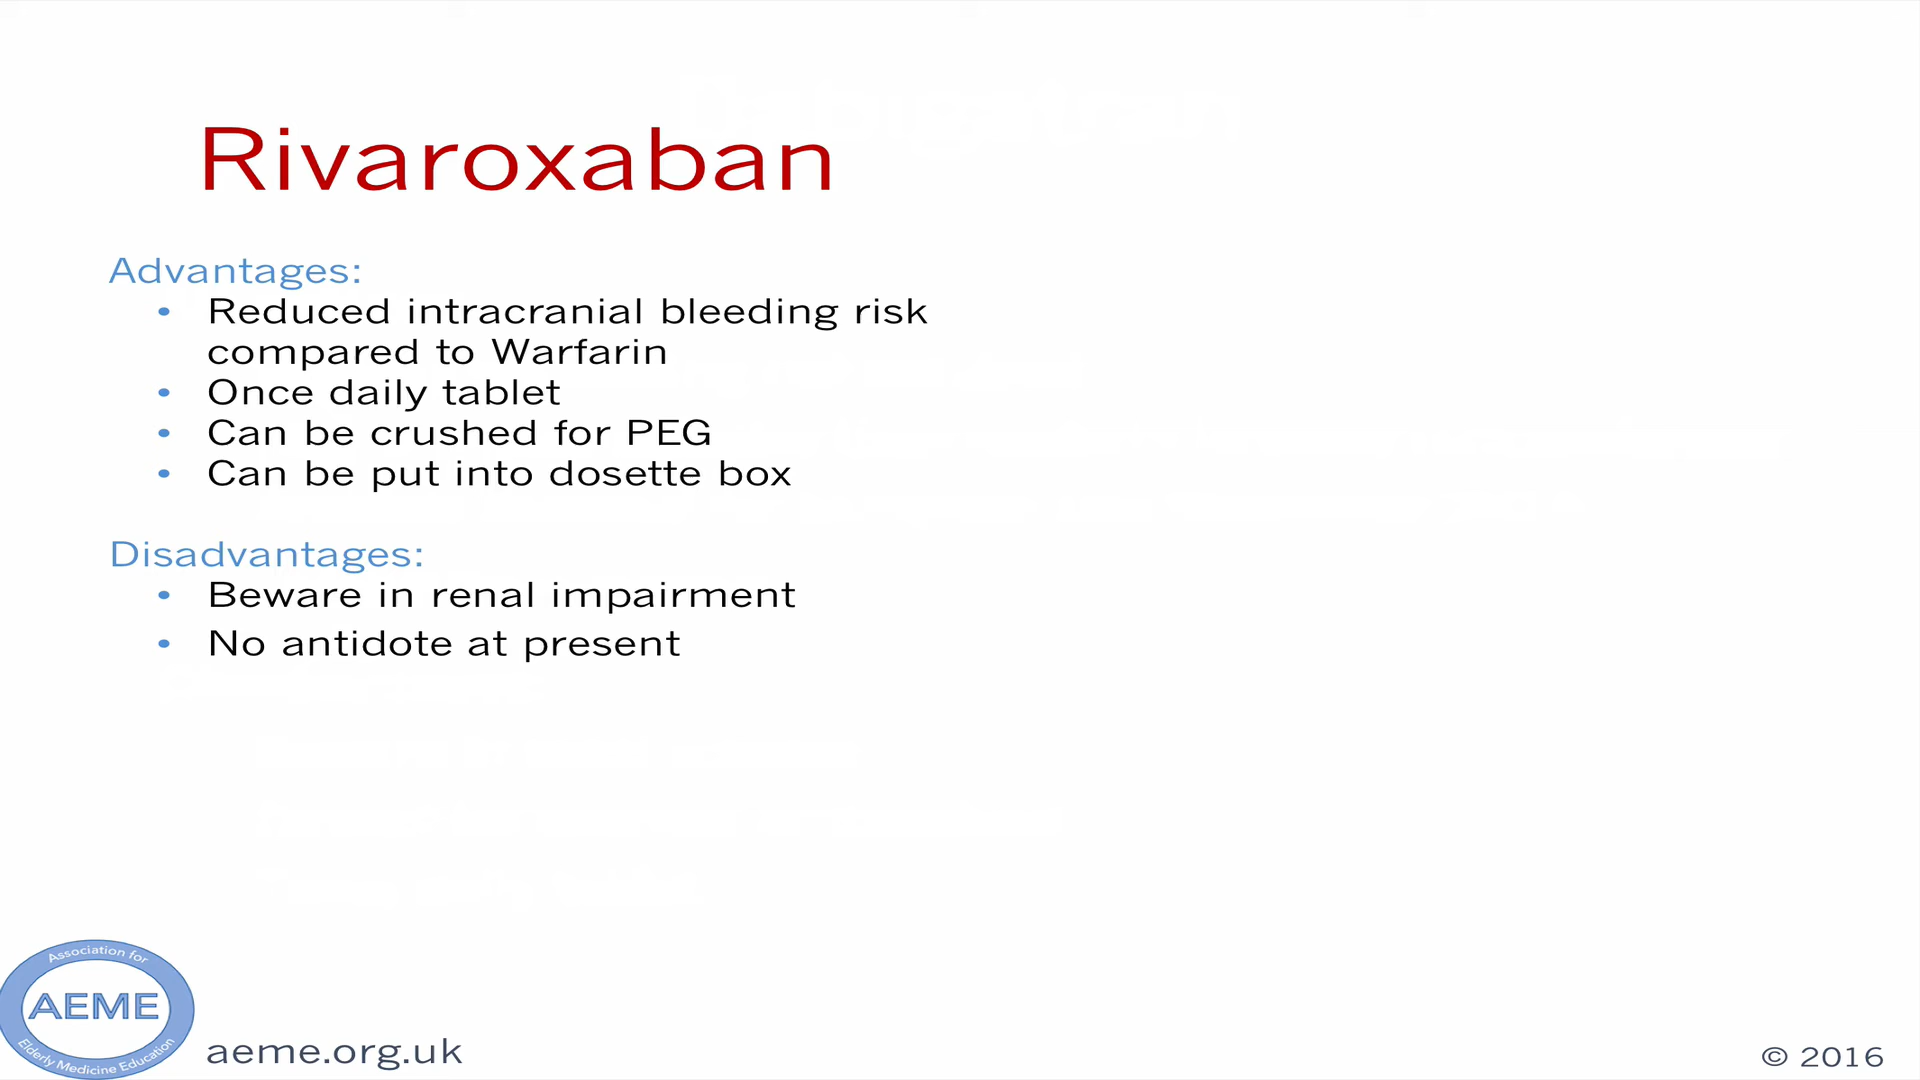 Rivaroxaban
Advantages:
• Reduced intracranial bleeding risk
compared to Warfarin
• Once daily tablet
• Can be crushed for PEG
• Can be put into dosette box
Disadvantages:
• Beware in renal impairment
• No antidote at present
Association for
AEME
Elderly Medicine Education
aeme.org.uk
© 2016